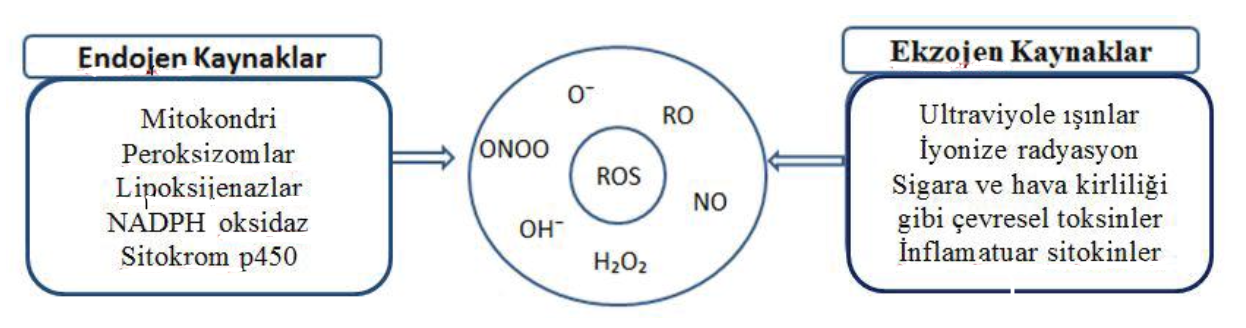 Endojen Kaynaklar
Mitokondri
Peroksizomlar
Lipoksijenazlar
NADPH oksidaz
Sitokrom p450
O⁻
RO
ONOO
ROS
NO
OH⁻
H₂O₂
Ekzojen Kaynaklar
Ultraviyole ışınlar
İyonize radyasyon
Sigara ve hava kirliliği
gibi çevresel toksinler
İnflamatuar sitokinler